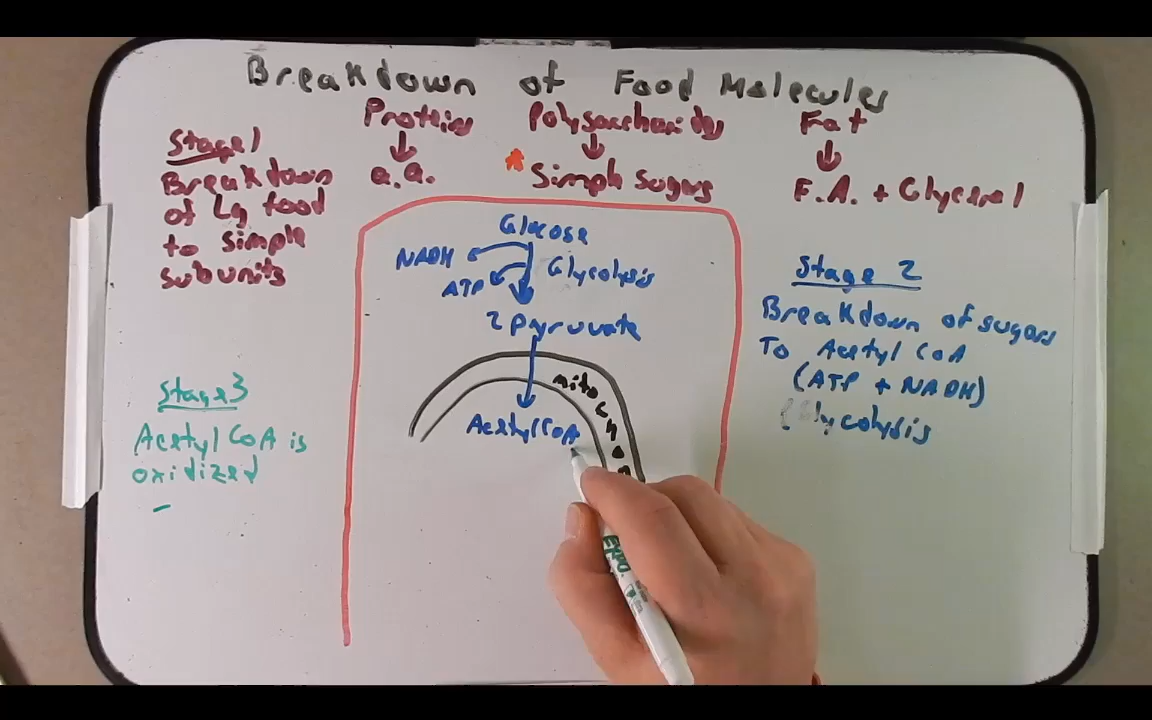 Breakdown of Food Molecules
Stage 1
Breakdown
of Lg food
to simple
subunits
Proteins
a.a.
Polysaccharides
Simple sugars
Fat
F.A. + Glycerol
Glucose
NADH
ATP
Glycolysis
2 pyruvate
mitochon
Acetyl CoA
Stage 2
Breakdown of sugars
To Acetyl CoA
(ATP + NADH)
Glycolysis
Stage 3
Acetyl CoA is
oxidized
-
EXPO